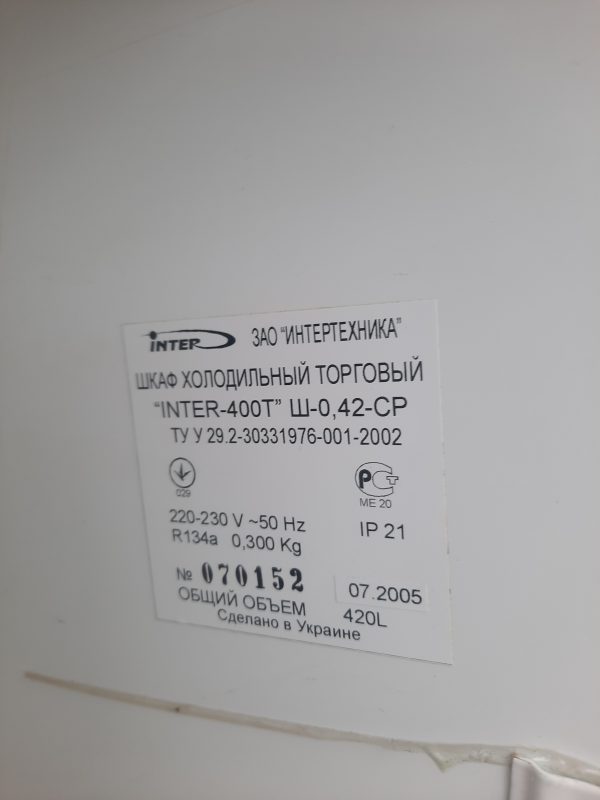 INTER ЗАО "ИНТЕРТЕХНИКА"
ШКАФ ХОЛОДИЛЬНЫЙ ТОРГОВЫЙ
"INTER-400T" Ш-0,42-СР
ТУ У 29.2-30331976-001-2002
029
РСТ
МЕ 20
220-230 V ~50 Hz
IP 21
R134a 0,300 Kg
№ 070152 07.2005
ОБЩИЙ ОБЪЕМ 420L
Сделано в Украине